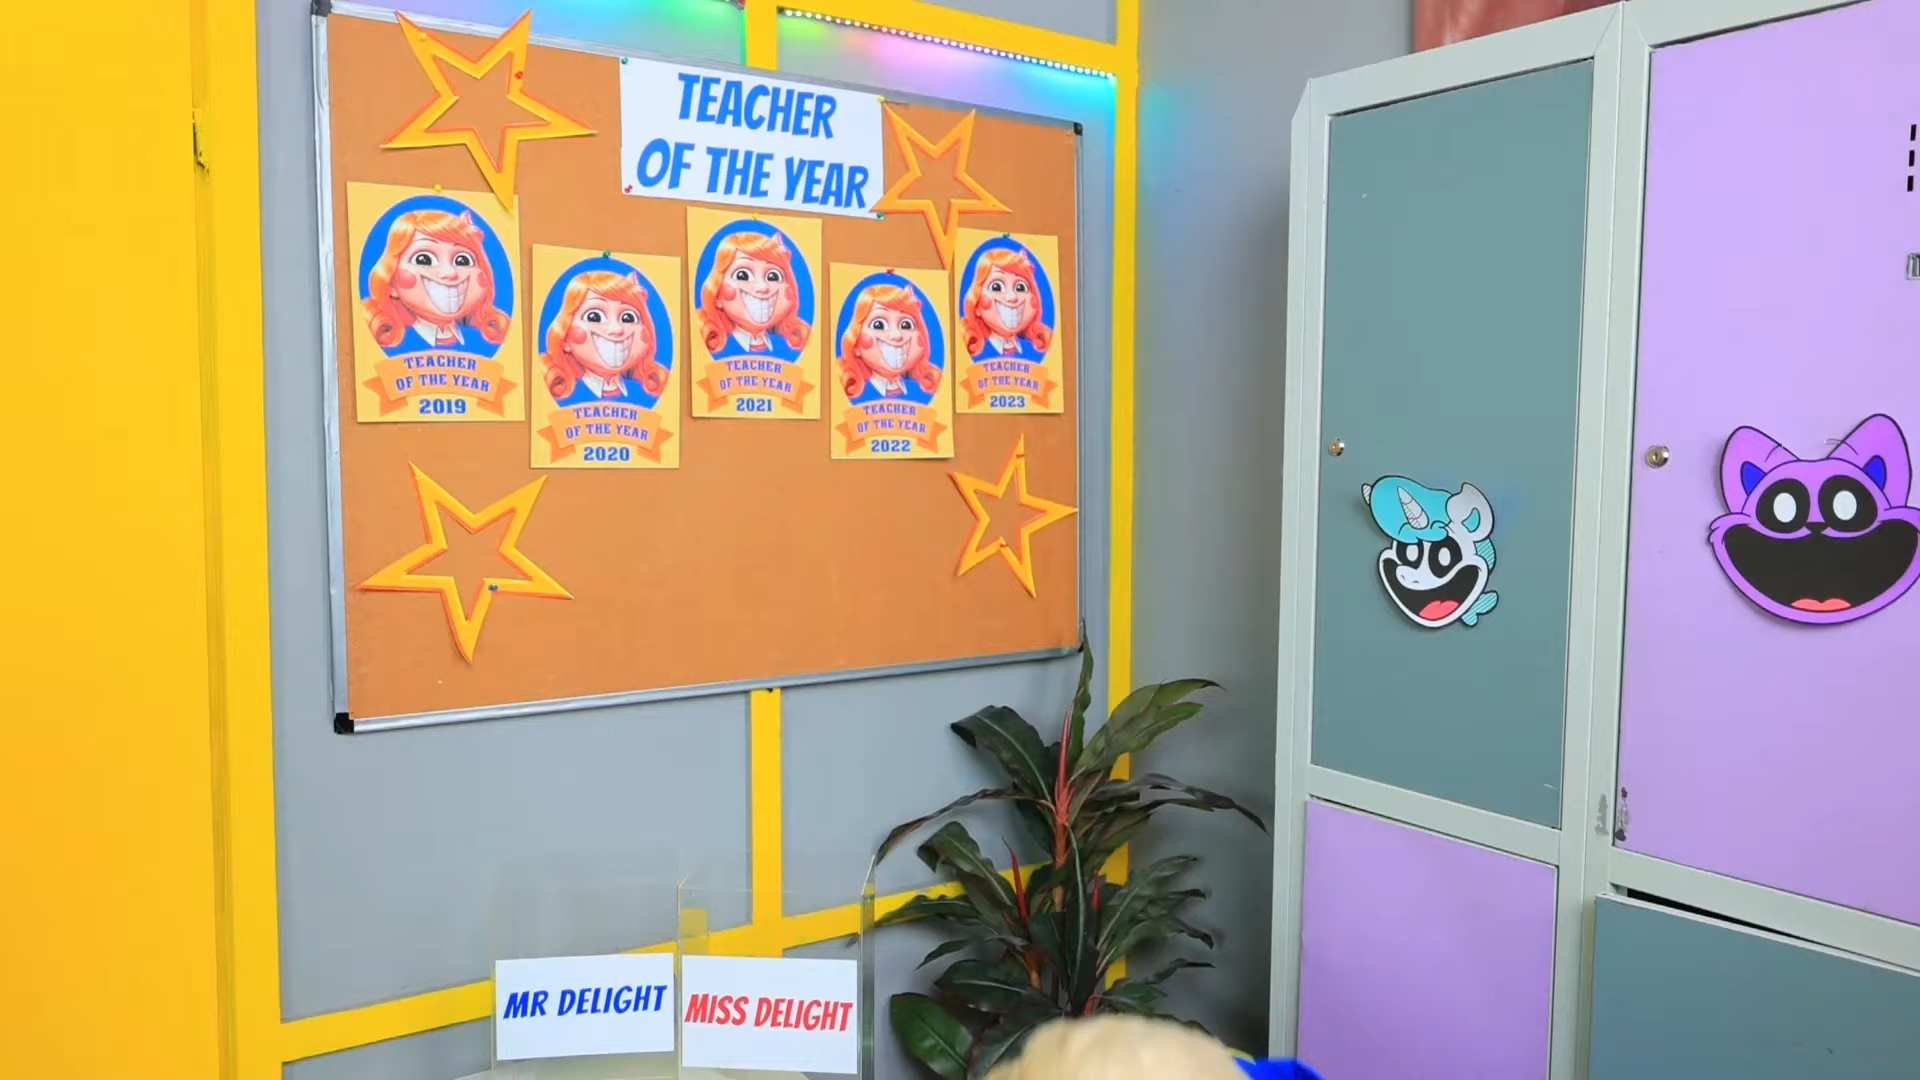 TEACHER
OF THE YEAR
TEACHER
OF THE YEAR
2019
TEACHER
OF THE YEAR
2020
TEACHER
OF THE YEAR
2021
TEACHER
OF THE YEAR
2022
TEACHER
OF THE YEAR
2023
MR DELIGHT
MISS DELIGHT